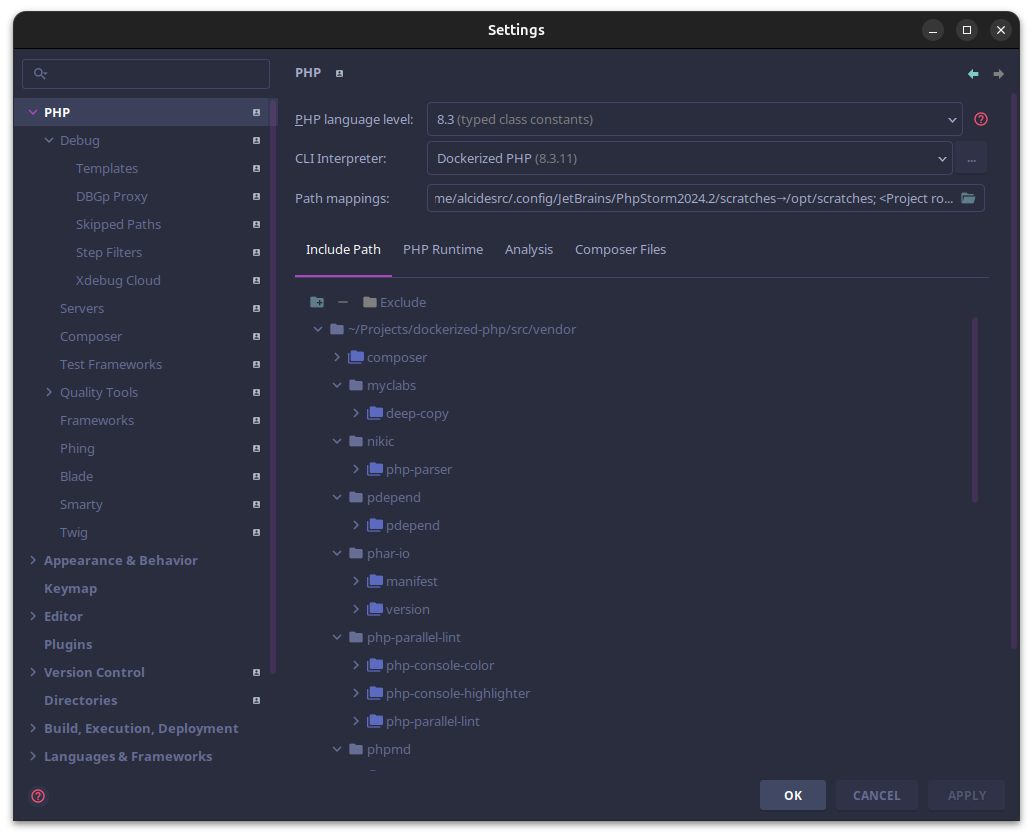 Settings
PHP
Debug
Templates
DBGp Proxy
Skipped Paths
Step Filters
Xdebug Cloud
Servers
Composer
Test Frameworks
Quality Tools
Frameworks
Phing
Blade
Smarty
Twig
Appearance & Behavior
Keymap
Editor
Plugins
Version Control
Directories
Build, Execution, Deployment
Languages & Frameworks
PHP
PHP language level: 8.3 (typed class constants)
CLI Interpreter: Dockerized PHP (8.3.11) ...
Path mappings: me/alcidesrc/.config/JetBrains/PhpStorm2024.2/scratches→/opt/scratches; <Project ro...
Include Path PHP Runtime Analysis Composer Files
Exclude
~/Projects/dockerized-php/src/vendor
composer
myclabs
deep-copy
nikic
php-parser
pdepend
pdepend
phar-io
manifest
version
php-parallel-lint
php-console-color
php-console-highlighter
php-parallel-lint
phpmd
OK CANCEL APPLY